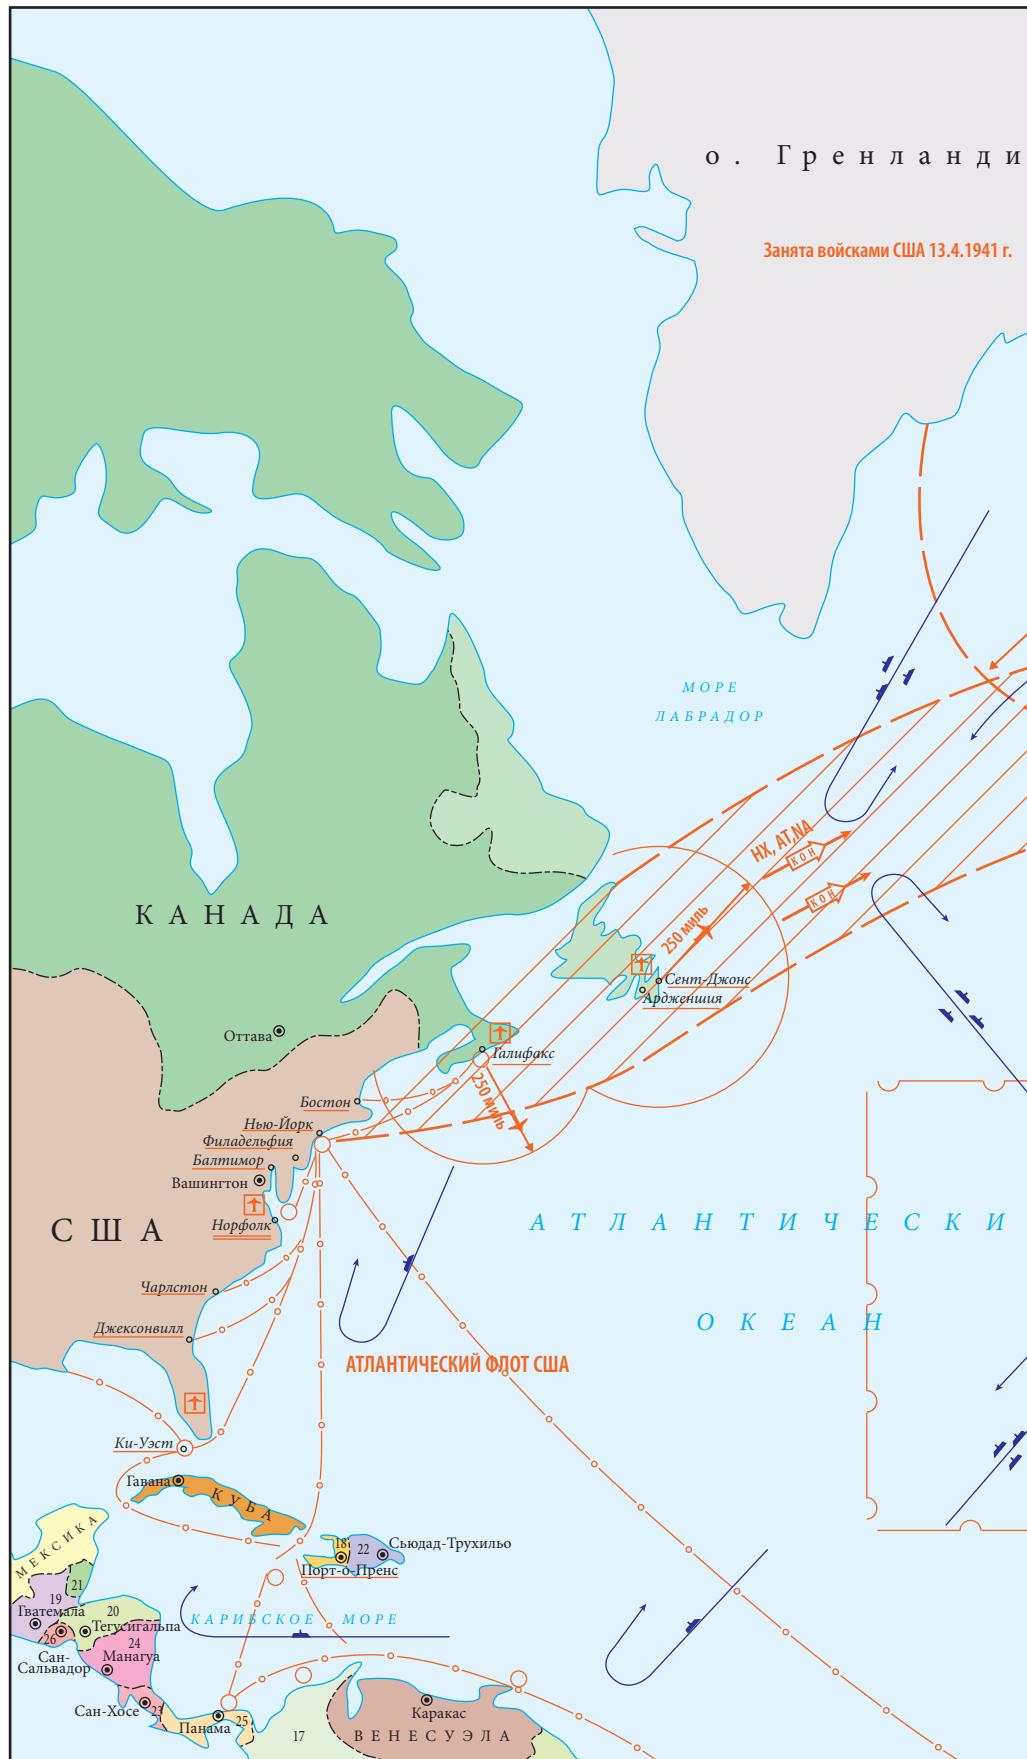 о. Гренланди
Занята войсками США 13.4.1941 г.
МОРЕ
ЛАБРАДОР
НХ, АТ,NA
КОН
КОН
КАНАДА
250 миль
Сент-Джонс
Ардженшия
Оттава
Галифакс
250 миль
Бостон
Нью-Йорк
Филадельфия
Балтимор
Вашингтон
Норфолк
США
АТЛАНТИЧЕСКИ
ОКЕАН
Чарлстон
Джексонвилл
АТЛАНТИЧЕСКИЙ ФЛОТ США
Ки-Уэст
Гавана
КУБА
МЕКСИКА
18
22
Сьюдад-Трухильо
Порт-о-Пренс
21
19
20
Гватемала
КАРИБСКОЕ МОРЕ
Тегусигальпа
26
24
Сан-
Сальвадор
Манагуа
Сан-Хосе
23
Панама
25
17
Каракас
ВЕНЕСУЭЛА